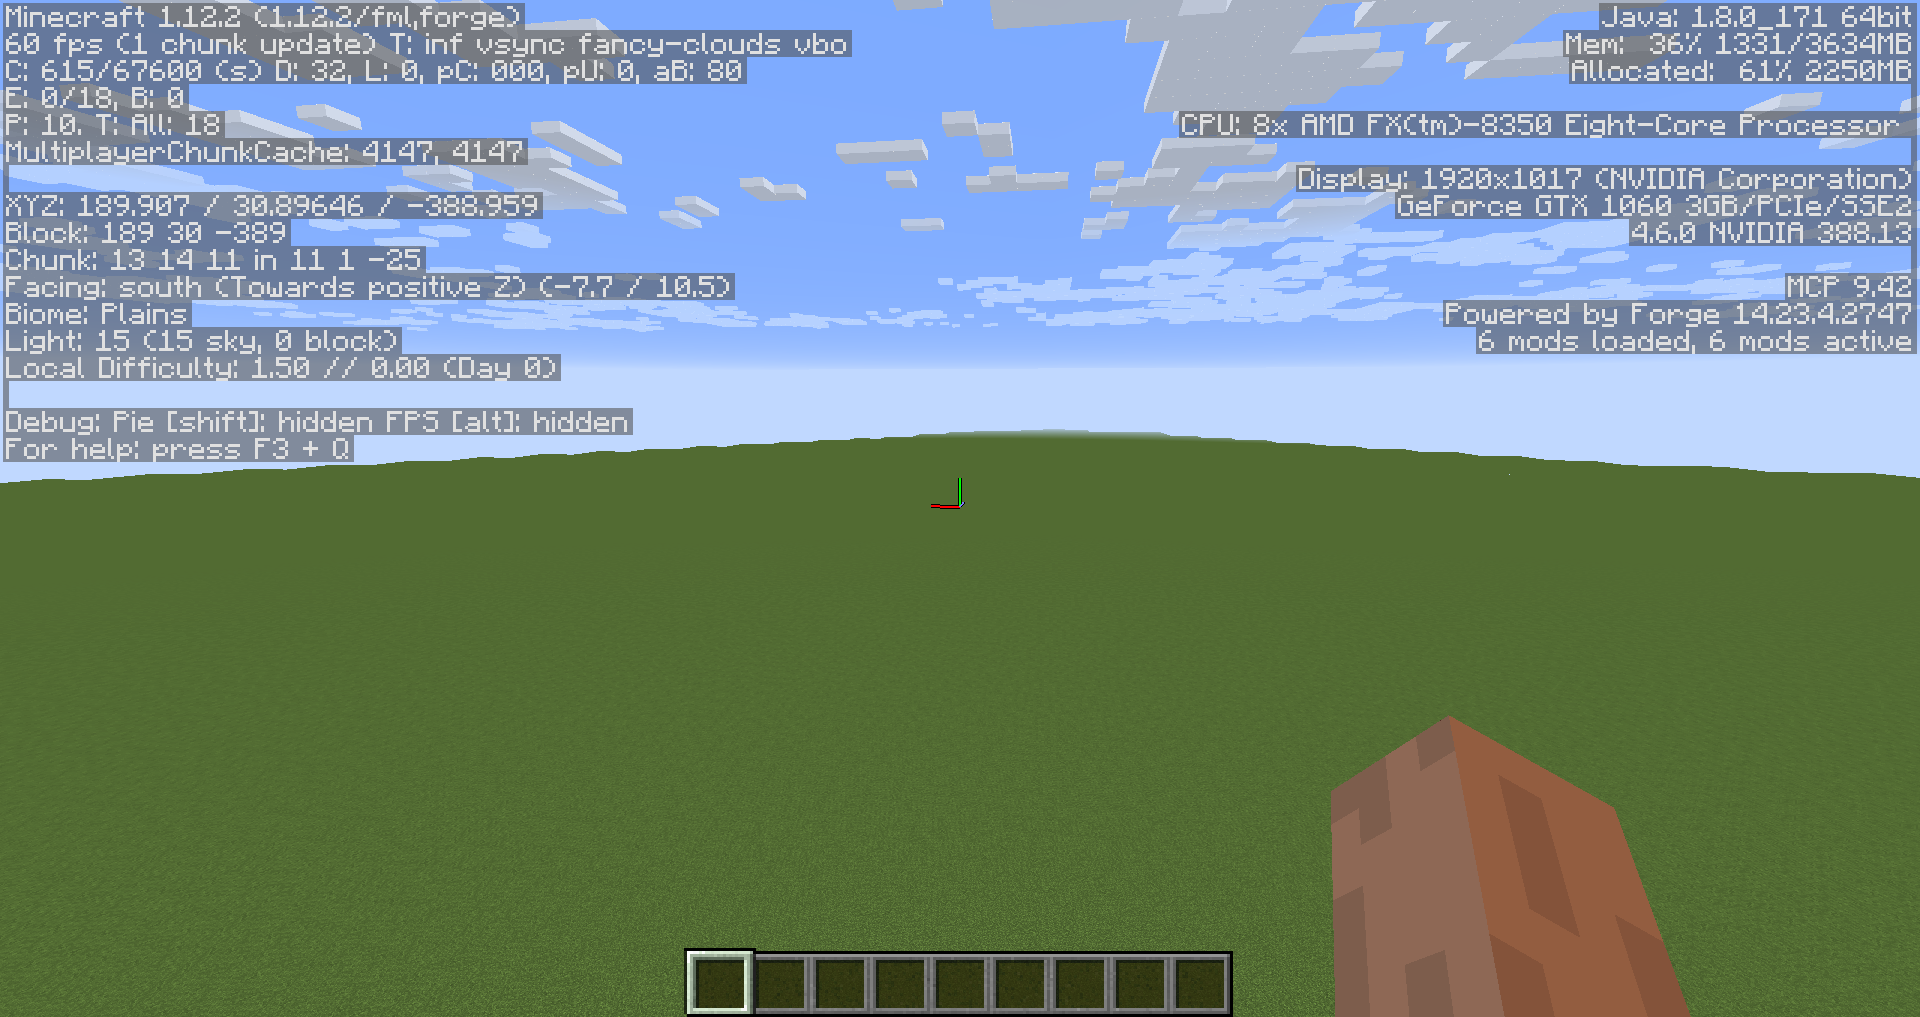 Minecraft 1.12.2 (1.12.2/fml,forge)
60 fps (1 chunk update) T: inf vsync fancy-clouds vbo
C: 615/67600 (s) D: 32, L: 0, pC: 000, pU: 0, aB: 80
E: 0/18, B: 0
P: 10. T: All: 18
MultiplayerChunkCache: 4147, 4147
XYZ: 189.907 / 30.89646 / -388.959
Block: 189 30 -389
Chunk: 13 14 11 in 11 1 -25
Facing: south (Towards positive Z) (-7.7 / 10.5)
Biome: Plains
Light: 15 (15 sky, 0 block)
Local Difficulty: 1.50 // 0.00 (Day 0)
Debug: Pie [shift]: hidden FPS [alt]: hidden
For help: press F3 + Q
Java: 1.8.0_171 64bit
Mem: 36% 1331/3634MB
Allocated: 61% 2250MB
CPU: 8x AMD FX(tm)-8350 Eight-Core Processor
Display: 1920x1017 (NVIDIA Corporation)
GeForce GTX 1060 3GB/PCIe/SSE2
4.6.0 NVIDIA 388.13
MCP 9.42
Powered by Forge 14.23.4.2747
6 mods loaded, 6 mods active